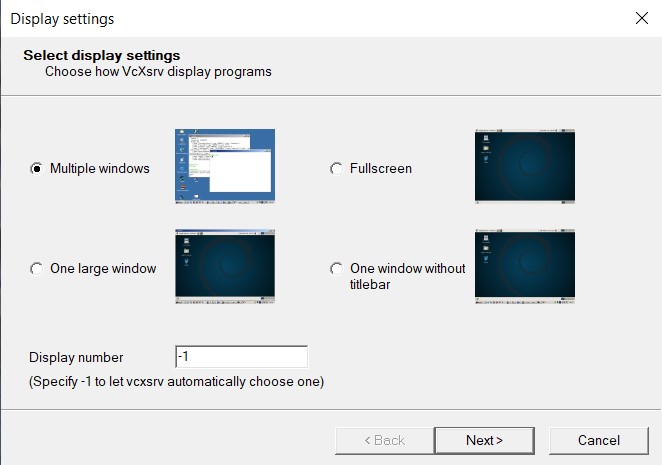 Display settings
Select display settings
Choose how VcXsrv display programs
Multiple windows
Fullscreen
One large window
One window without
titlebar
Display number
-1
(Specify -1 to let vcxsrv automatically choose one)
< Back
Next >
Cancel